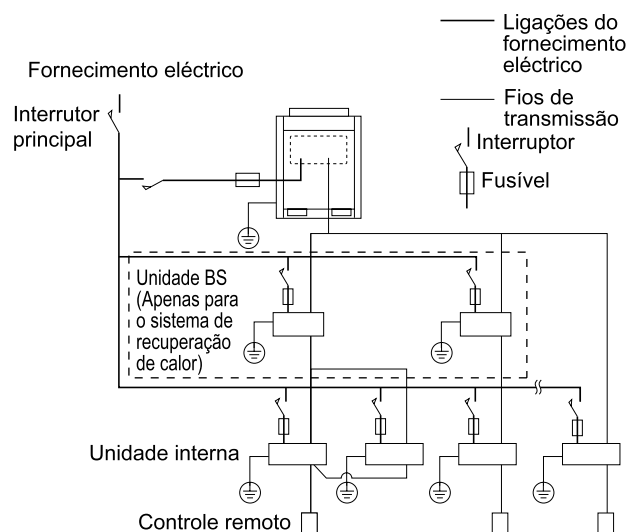 Ligações do
fornecimento
eléctrico
Fornecimento eléctrico
Fios de
transmissão
Interrutor
principal
Interruptor
Fusível
Unidade BS
(Apenas para
o sistema de
recuperação
de calor)
Unidade interna
Controle remoto